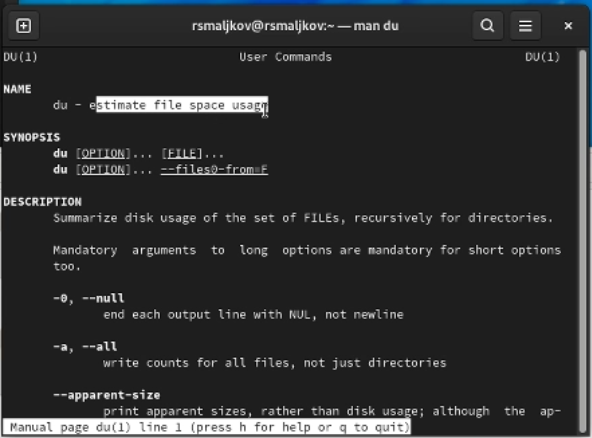 rsmaljkov@rsmaljkov:~ — man du
DU(1) User Commands DU(1)
NAME
du - estimate file space usage
SYNOPSIS
du [OPTION]... [FILE]...
du [OPTION]... --files0-from=F
DESCRIPTION
Summarize disk usage of the set of FILEs, recursively for directories.
Mandatory arguments to long options are mandatory for short options
too.
-0, --null
end each output line with NUL, not newline
-a, --all
write counts for all files, not just directories
--apparent-size
print apparent sizes, rather than disk usage; although the ap-
Manual page du(1) line 1 (press h for help or q to quit)